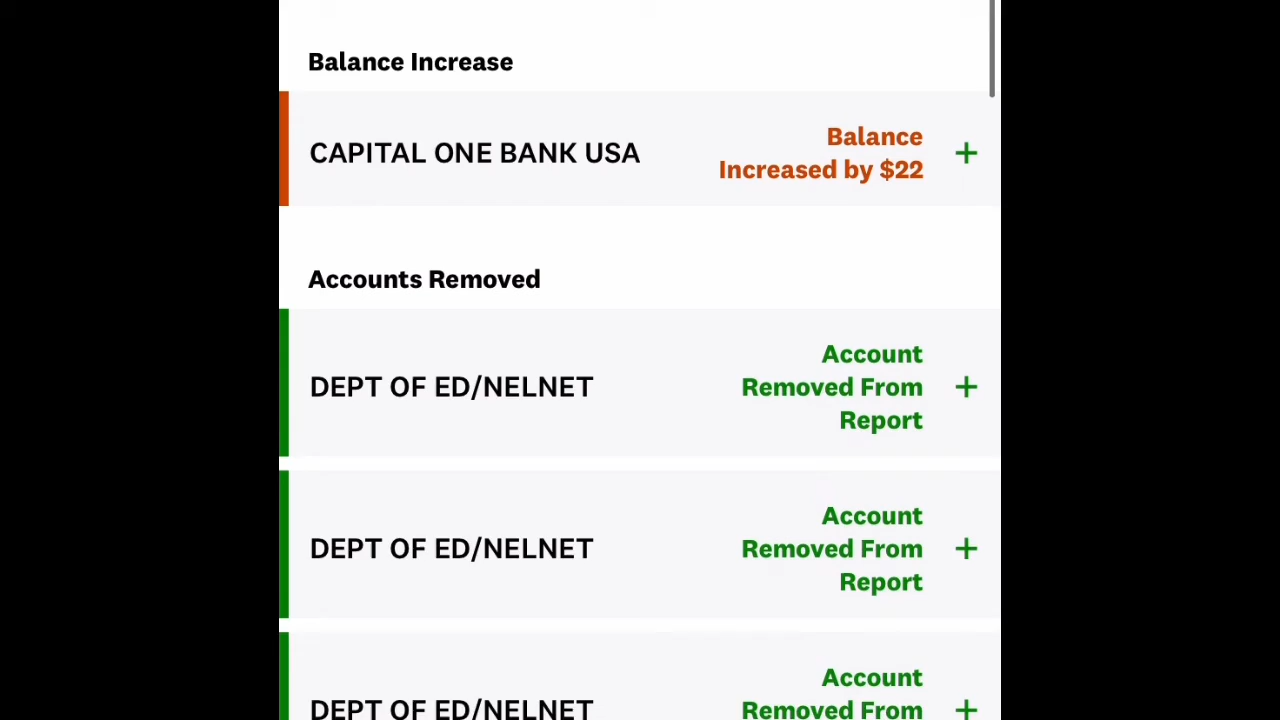 Balance Increase
CAPITAL ONE BANK USA
Balance
Increased by $22
+
Accounts Removed
DEPT OF ED/NELNET
Account
Removed From
Report
+
DEPT OF ED/NELNET
Account
Removed From
Report
+
DEPT OF ED/NELNET
Account
Removed From
+